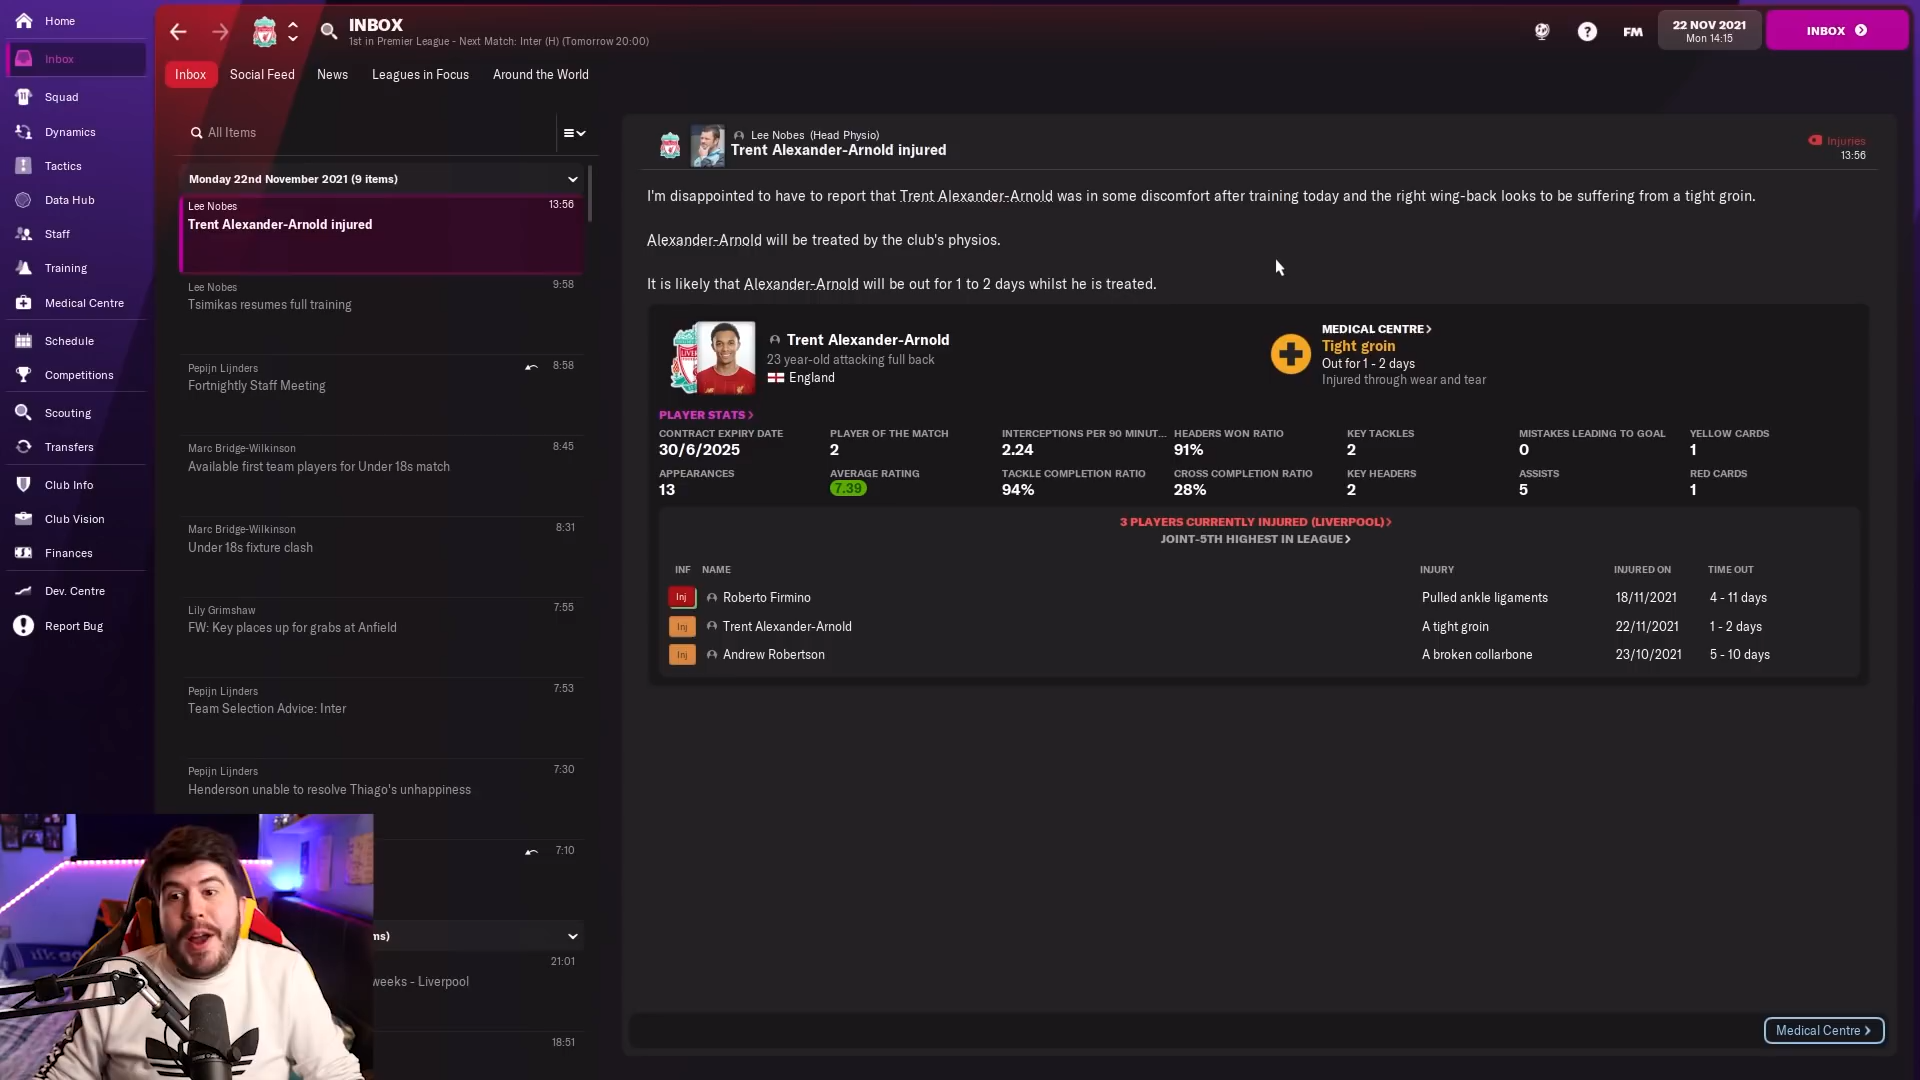 Home
Inbox
Squad
Dynamics
Tactics
Data Hub
Staff
Training
Medical Centre
Schedule
Competitions
Scouting
Transfers
Club Info
Club Vision
Finances
Dev. Centre
Report Bug
INBOX
1st in Premier League - Next Match: Inter (H) (Tomorrow 20:00)
FM
22 NOV 2021
Mon 14:15
INBOX
Inbox Social Feed News Leagues in Focus Around the World
All Items
Monday 22nd November 2021 (9 items)
Lee Nobes 13:56
Trent Alexander-Arnold injured
Lee Nobes 9:58
Tsimikas resumes full training
Pepijn Lijnders 8:58
Fortnightly Staff Meeting
Marc Bridge-Wilkinson 8:45
Available first team players for Under 18s match
Marc Bridge-Wilkinson 8:31
Under 18s fixture clash
Lily Grimshaw 7:55
FW: Key places up for grabs at Anfield
Pepijn Lijnders 7:53
Team Selection Advice: Inter
Pepijn Lijnders 7:30
Henderson unable to resolve Thiago's unhappiness
7:10
ms)
21:01
weeks - Liverpool
18:51
Lee Nobes (Head Physio)
Trent Alexander-Arnold injured
Injuries
13:56
I'm disappointed to have to report that Trent Alexander-Arnold was in some discomfort after training today and the right wing-back looks to be suffering from a tight groin.
Alexander-Arnold will be treated by the club's physios.
It is likely that Alexander-Arnold will be out for 1 to 2 days whilst he is treated.
Trent Alexander-Arnold
23 year-old attacking full back
England
MEDICAL CENTRE >
Tight groin
Out for 1 - 2 days
Injured through wear and tear
PLAYER STATS >
CONTRACT EXPIRY DATE PLAYER OF THE MATCH INTERCEPTIONS PER 90 MINUT... HEADERS WON RATIO KEY TACKLES MISTAKES LEADING TO GOAL YELLOW CARDS
30/6/2025 2 2.24 91% 2 0 1
APPEARANCES AVERAGE RATING TACKLE COMPLETION RATIO CROSS COMPLETION RATIO KEY HEADERS ASSISTS RED CARDS
13 7.39 94% 28% 2 5 1
3 PLAYERS CURRENTLY INJURED (LIVERPOOL) >
JOINT-5TH HIGHEST IN LEAGUE >
INF NAME INJURY INJURED ON TIME OUT
Inj Roberto Firmino Pulled ankle ligaments 18/11/2021 4 - 11 days
Inj Trent Alexander-Arnold A tight groin 22/11/2021 1 - 2 days
Inj Andrew Robertson A broken collarbone 23/10/2021 5 - 10 days
Medical Centre >